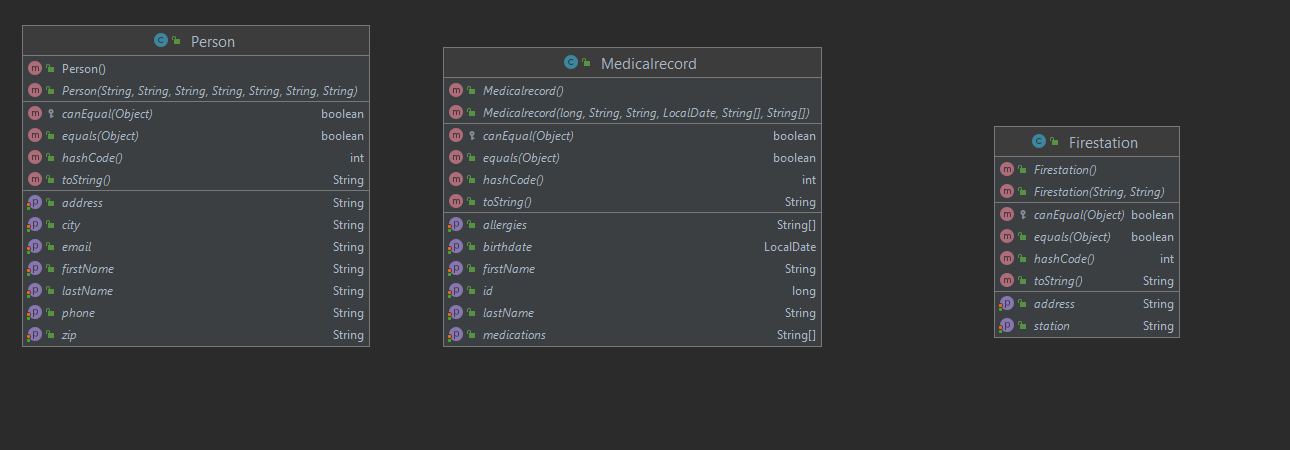 Person
Person()
Person(String, String, String, String, String, String, String)
canEqual(Object) boolean
equals(Object) boolean
hashCode() int
toString() String
address String
city String
email String
firstName String
lastName String
phone String
zip String
Medicalrecord
Medicalrecord()
Medicalrecord(long, String, String, LocalDate, String[], String[])
canEqual(Object) boolean
equals(Object) boolean
hashCode() int
toString() String
allergies String[]
birthdate LocalDate
firstName String
id long
lastName String
medications String[]
Firestation
Firestation()
Firestation(String, String)
canEqual(Object) boolean
equals(Object) boolean
hashCode() int
toString() String
address String
station String